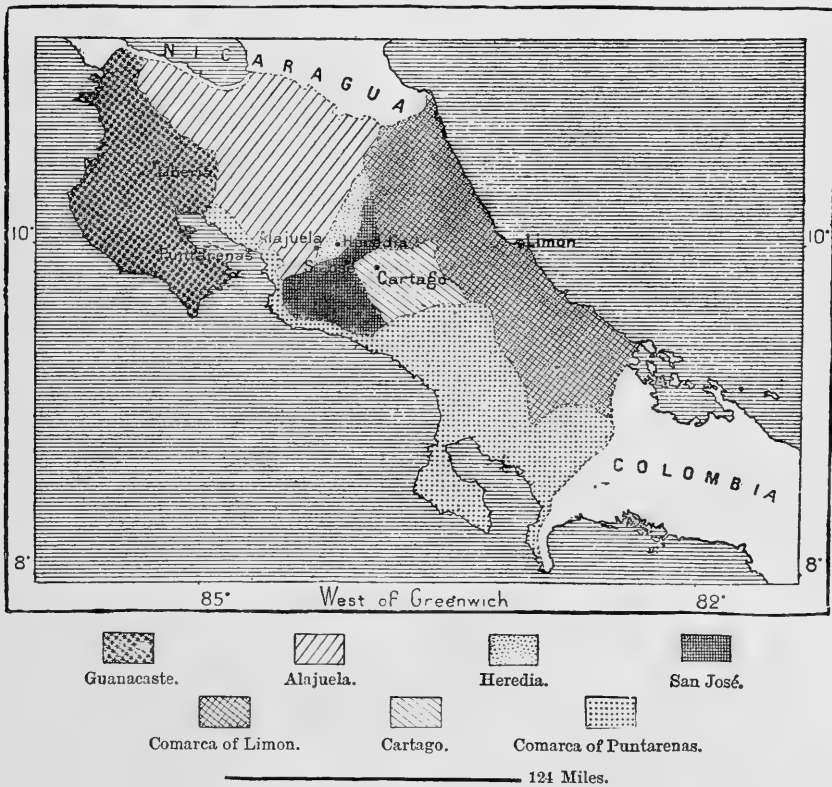 NICARAGUA
Liberia
10° 10°
Alajuela Heredia Limon
Puntarenas
S. José
Cartago
COLOMBIA
8° 8°
85° West of Greenwich 82°
Guanacaste. Alajuela. Heredia. San José.
Comarca of Limon. Cartago. Comarca of Puntarenas.
124 Miles.